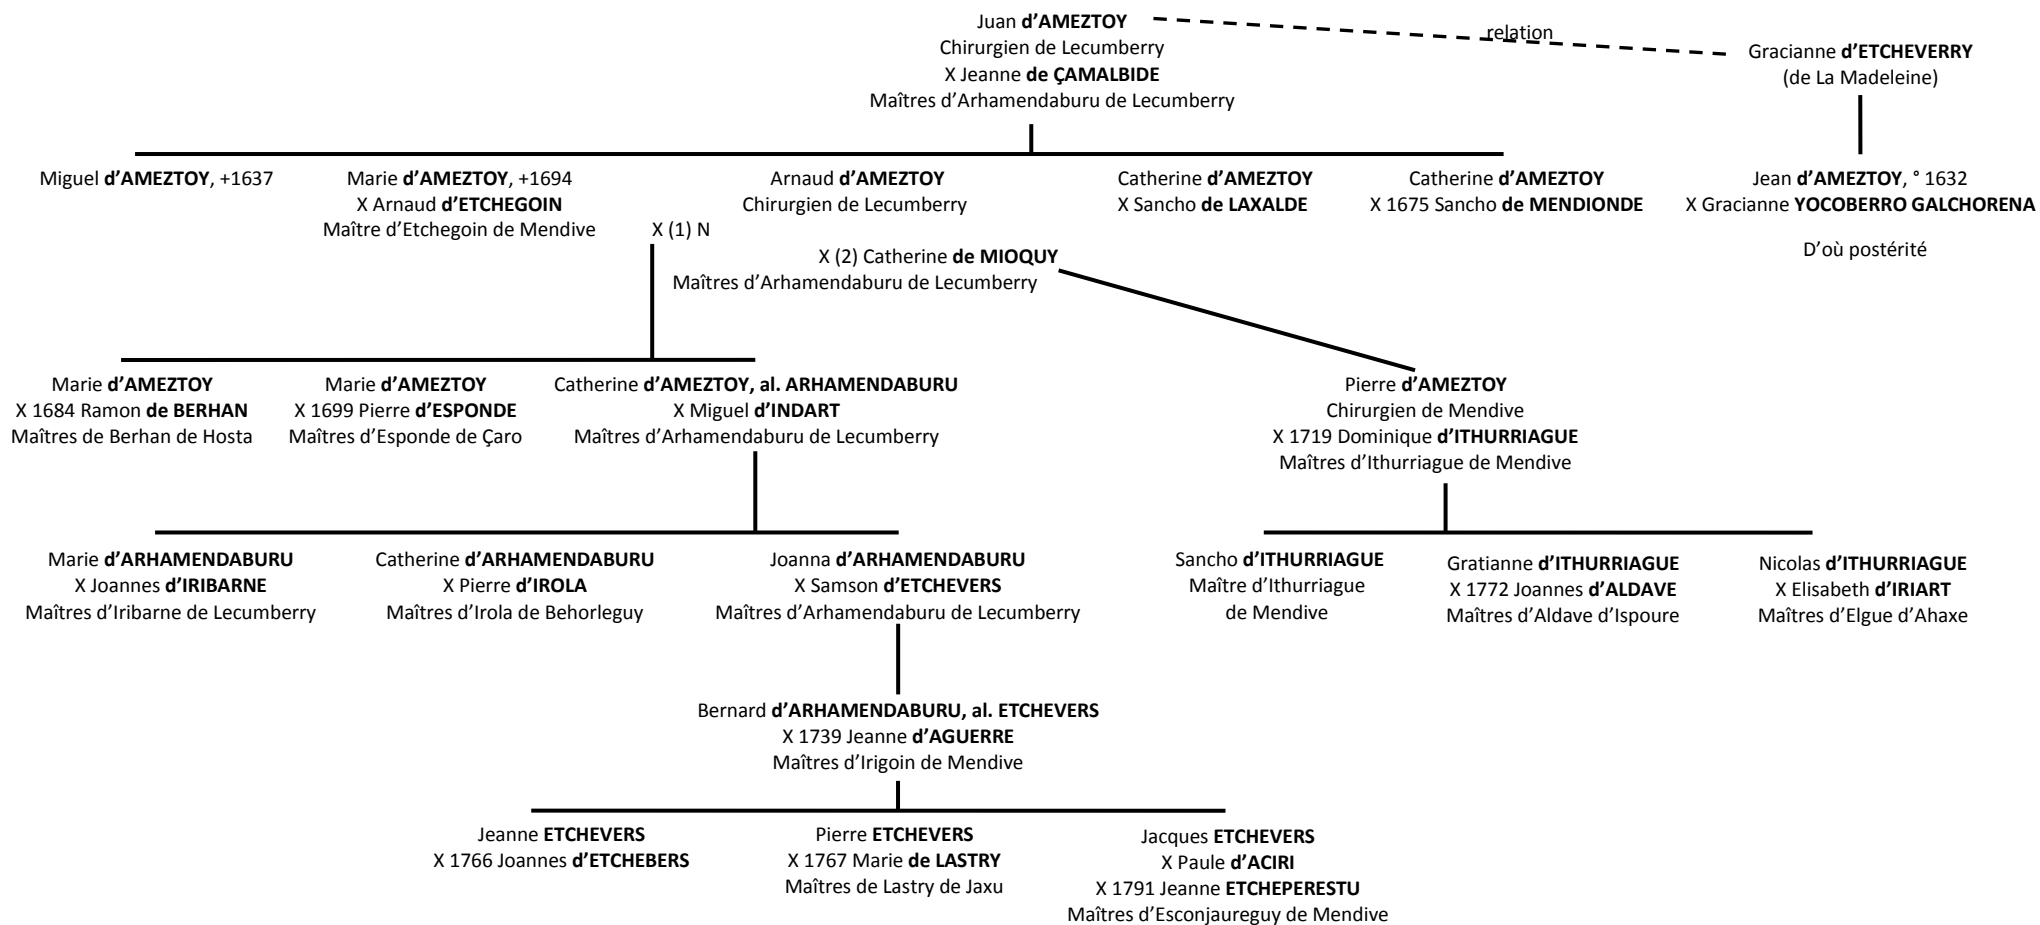 Juan d'AMEZTOY
Chirurgien de Lecumberry
X Jeanne de ÇAMALBIDE
Maîtres d'Arhamendaburu de Lecumberry
relation
Gracianne d'ETCHEVERRY
(de La Madeleine)
Miguel d'AMEZTOY, +1637
Marie d'AMEZTOY, +1694
X Arnaud d'ETCHEGOIN
Maître d'Etchegoin de Mendive
Arnaud d'AMEZTOY
Chirurgien de Lecumberry
X (1) N
X (2) Catherine de MIOQUY
Maîtres d'Arhamendaburu de Lecumberry
Catherine d'AMEZTOY
X Sancho de LAXALDE
Catherine d'AMEZTOY
X 1675 Sancho de MENDIONDE
Jean d'AMEZTOY, ° 1632
X Gracianne YOCOBERRO GALCHORENA
D'où postérité
Marie d'AMEZTOY
X 1684 Ramon de BERHAN
Maîtres de Berhan de Hosta
Marie d'AMEZTOY
X 1699 Pierre d'ESPONDE
Maîtres d'Esponde de Çaro
Catherine d'AMEZTOY, al. ARHAMENDABURU
X Miguel d'INDART
Maîtres d'Arhamendaburu de Lecumberry
Pierre d'AMEZTOY
Chirurgien de Mendive
X 1719 Dominique d'ITHURRIAGUE
Maîtres d'Ithurriague de Mendive
Marie d'ARHAMENDABURU
X Joannes d'IRIBARNE
Maîtres d'Iribarne de Lecumberry
Catherine d'ARHAMENDABURU
X Pierre d'IROLA
Maîtres d'Irola de Behorleguy
Joanna d'ARHAMENDABURU
X Samson d'ETCHEVERS
Maîtres d'Arhamendaburu de Lecumberry
Sancho d'ITHURRIAGUE
Maître d'Ithurriague
de Mendive
Gratianne d'ITHURRIAGUE
X 1772 Joannes d'ALDAVE
Maîtres d'Aldave d'Ispoure
Nicolas d'ITHURRIAGUE
X Elisabeth d'IRIART
Maîtres d'Elgue d'Ahaxe
Bernard d'ARHAMENDABURU, al. ETCHEVERS
X 1739 Jeanne d'AGUERRE
Maîtres d'Irigoin de Mendive
Jeanne ETCHEVERS
X 1766 Joannes d'ETCHEBERS
Pierre ETCHEVERS
X 1767 Marie de LASTRY
Maîtres de Lastry de Jaxu
Jacques ETCHEVERS
X Paule d'ACIRI
X 1791 Jeanne ETCHEPERESTU
Maîtres d'Esconjaureguy de Mendive